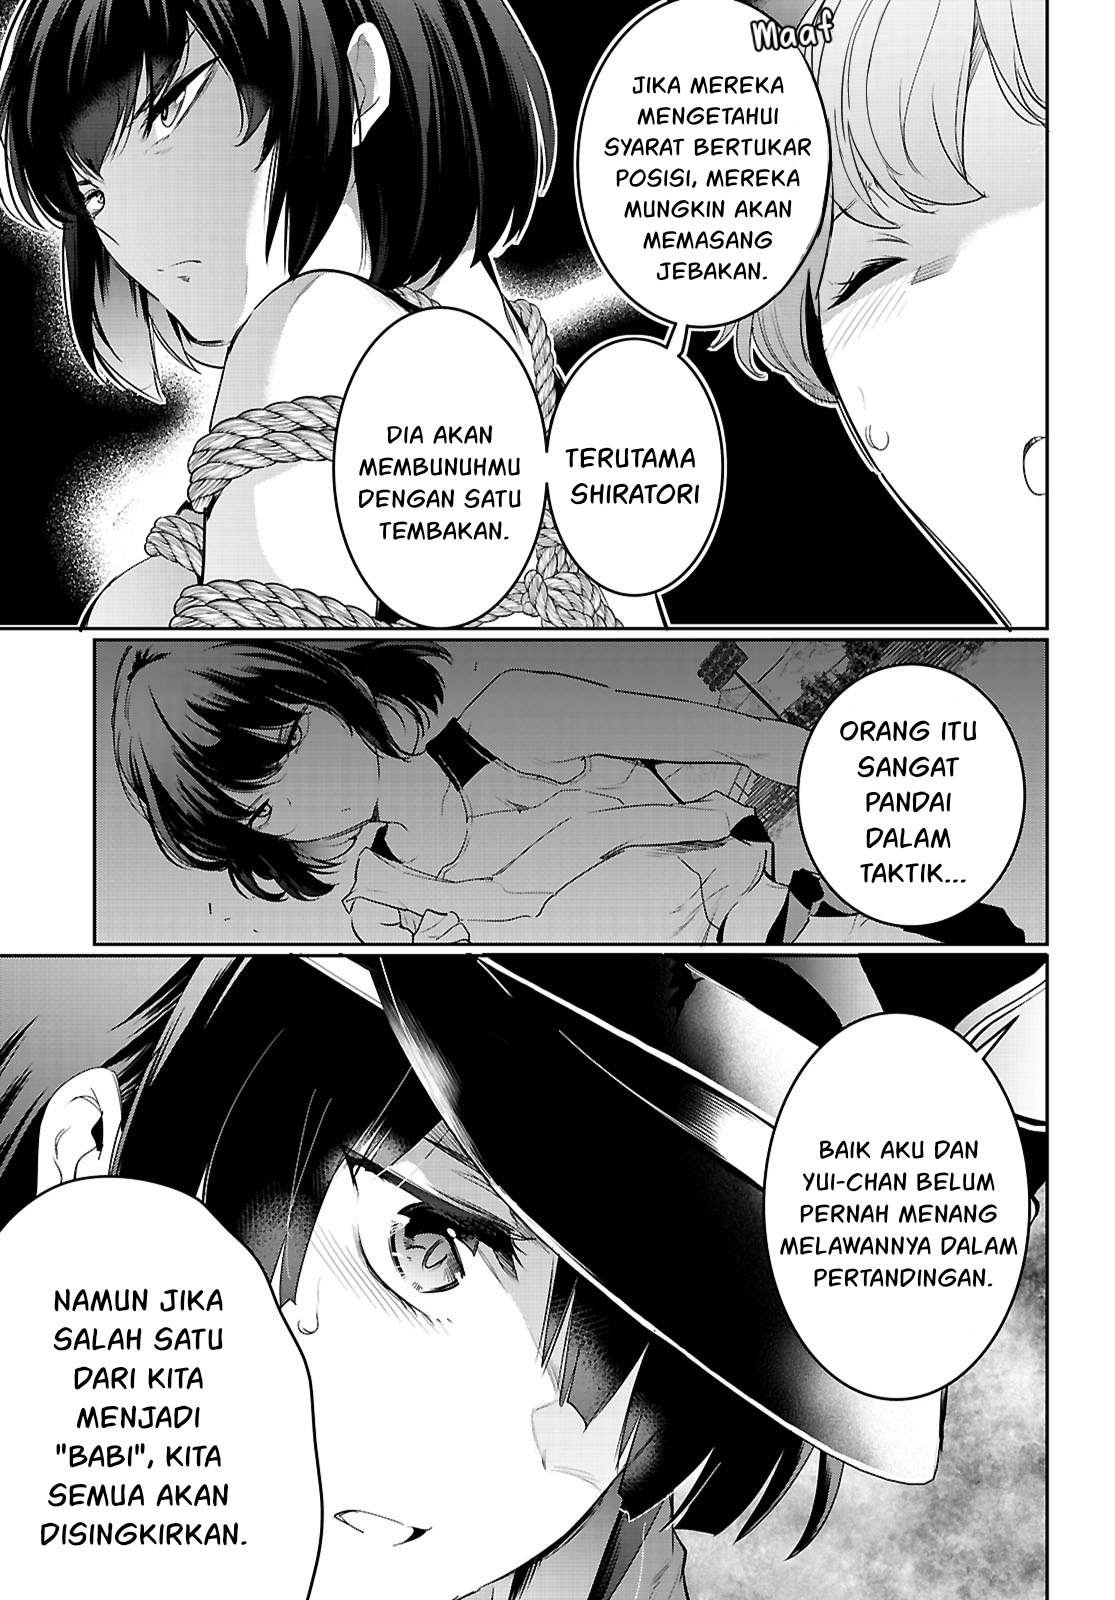 Maaf
JIKA MEREKA
MENGETAHUI
SYARAT BERTUKAR
POSISI, MEREKA
MUNGKIN AKAN
MEMASANG
JEBAKAN.
TERUTAMA
SHIRATORI
DIA AKAN
MEMBUNUHMU
DENGAN SATU
TEMBAKAN.
ORANG ITU
SANGAT
PANDAI
DALAM
TAKTIK...
BAIK AKU DAN
YUI-CHAN BELUM
PERNAH MENANG
MELAWANNYA DALAM
PERTANDINGAN.
NAMUN JIKA
SALAH SATU
DARI KITA
MENJADI
"BABI", KITA
SEMUA AKAN
DISINGKIRKAN.